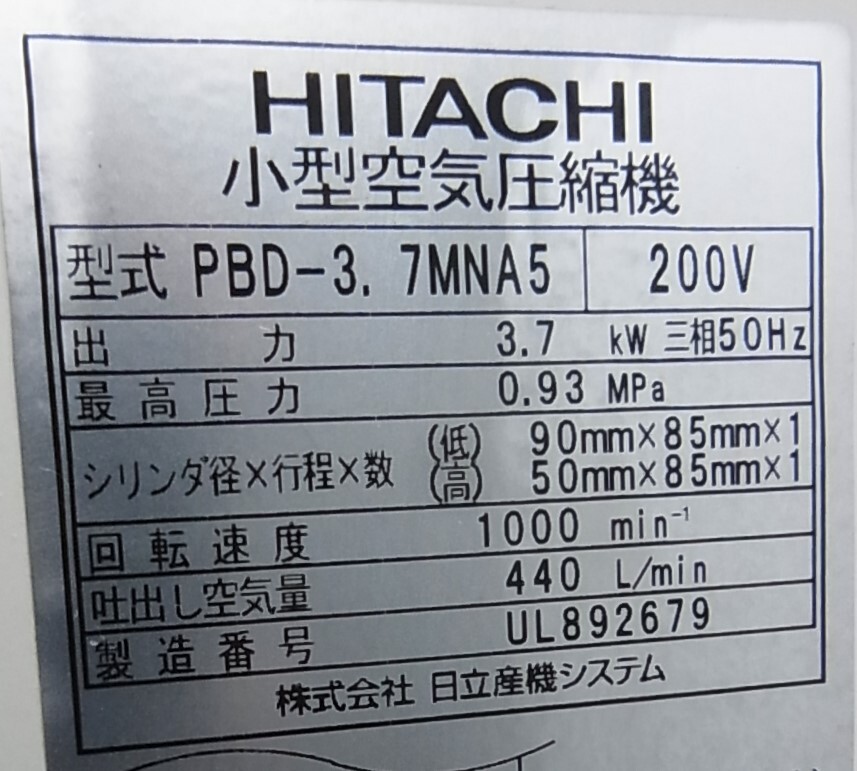 HITACHI
小型空気圧縮機
型式 PBD-3.7MNA5 200V
出力 3.7 kW 三相50Hz
最高圧力 0.93 MPa
シリンダ径×行程×数 (低) 90mm×85mm×1
(高) 50mm×85mm×1
回転速度 1000 min⁻¹
吐出し空気量 440 L/min
製造番号 UL892679
株式会社 日立産機システム